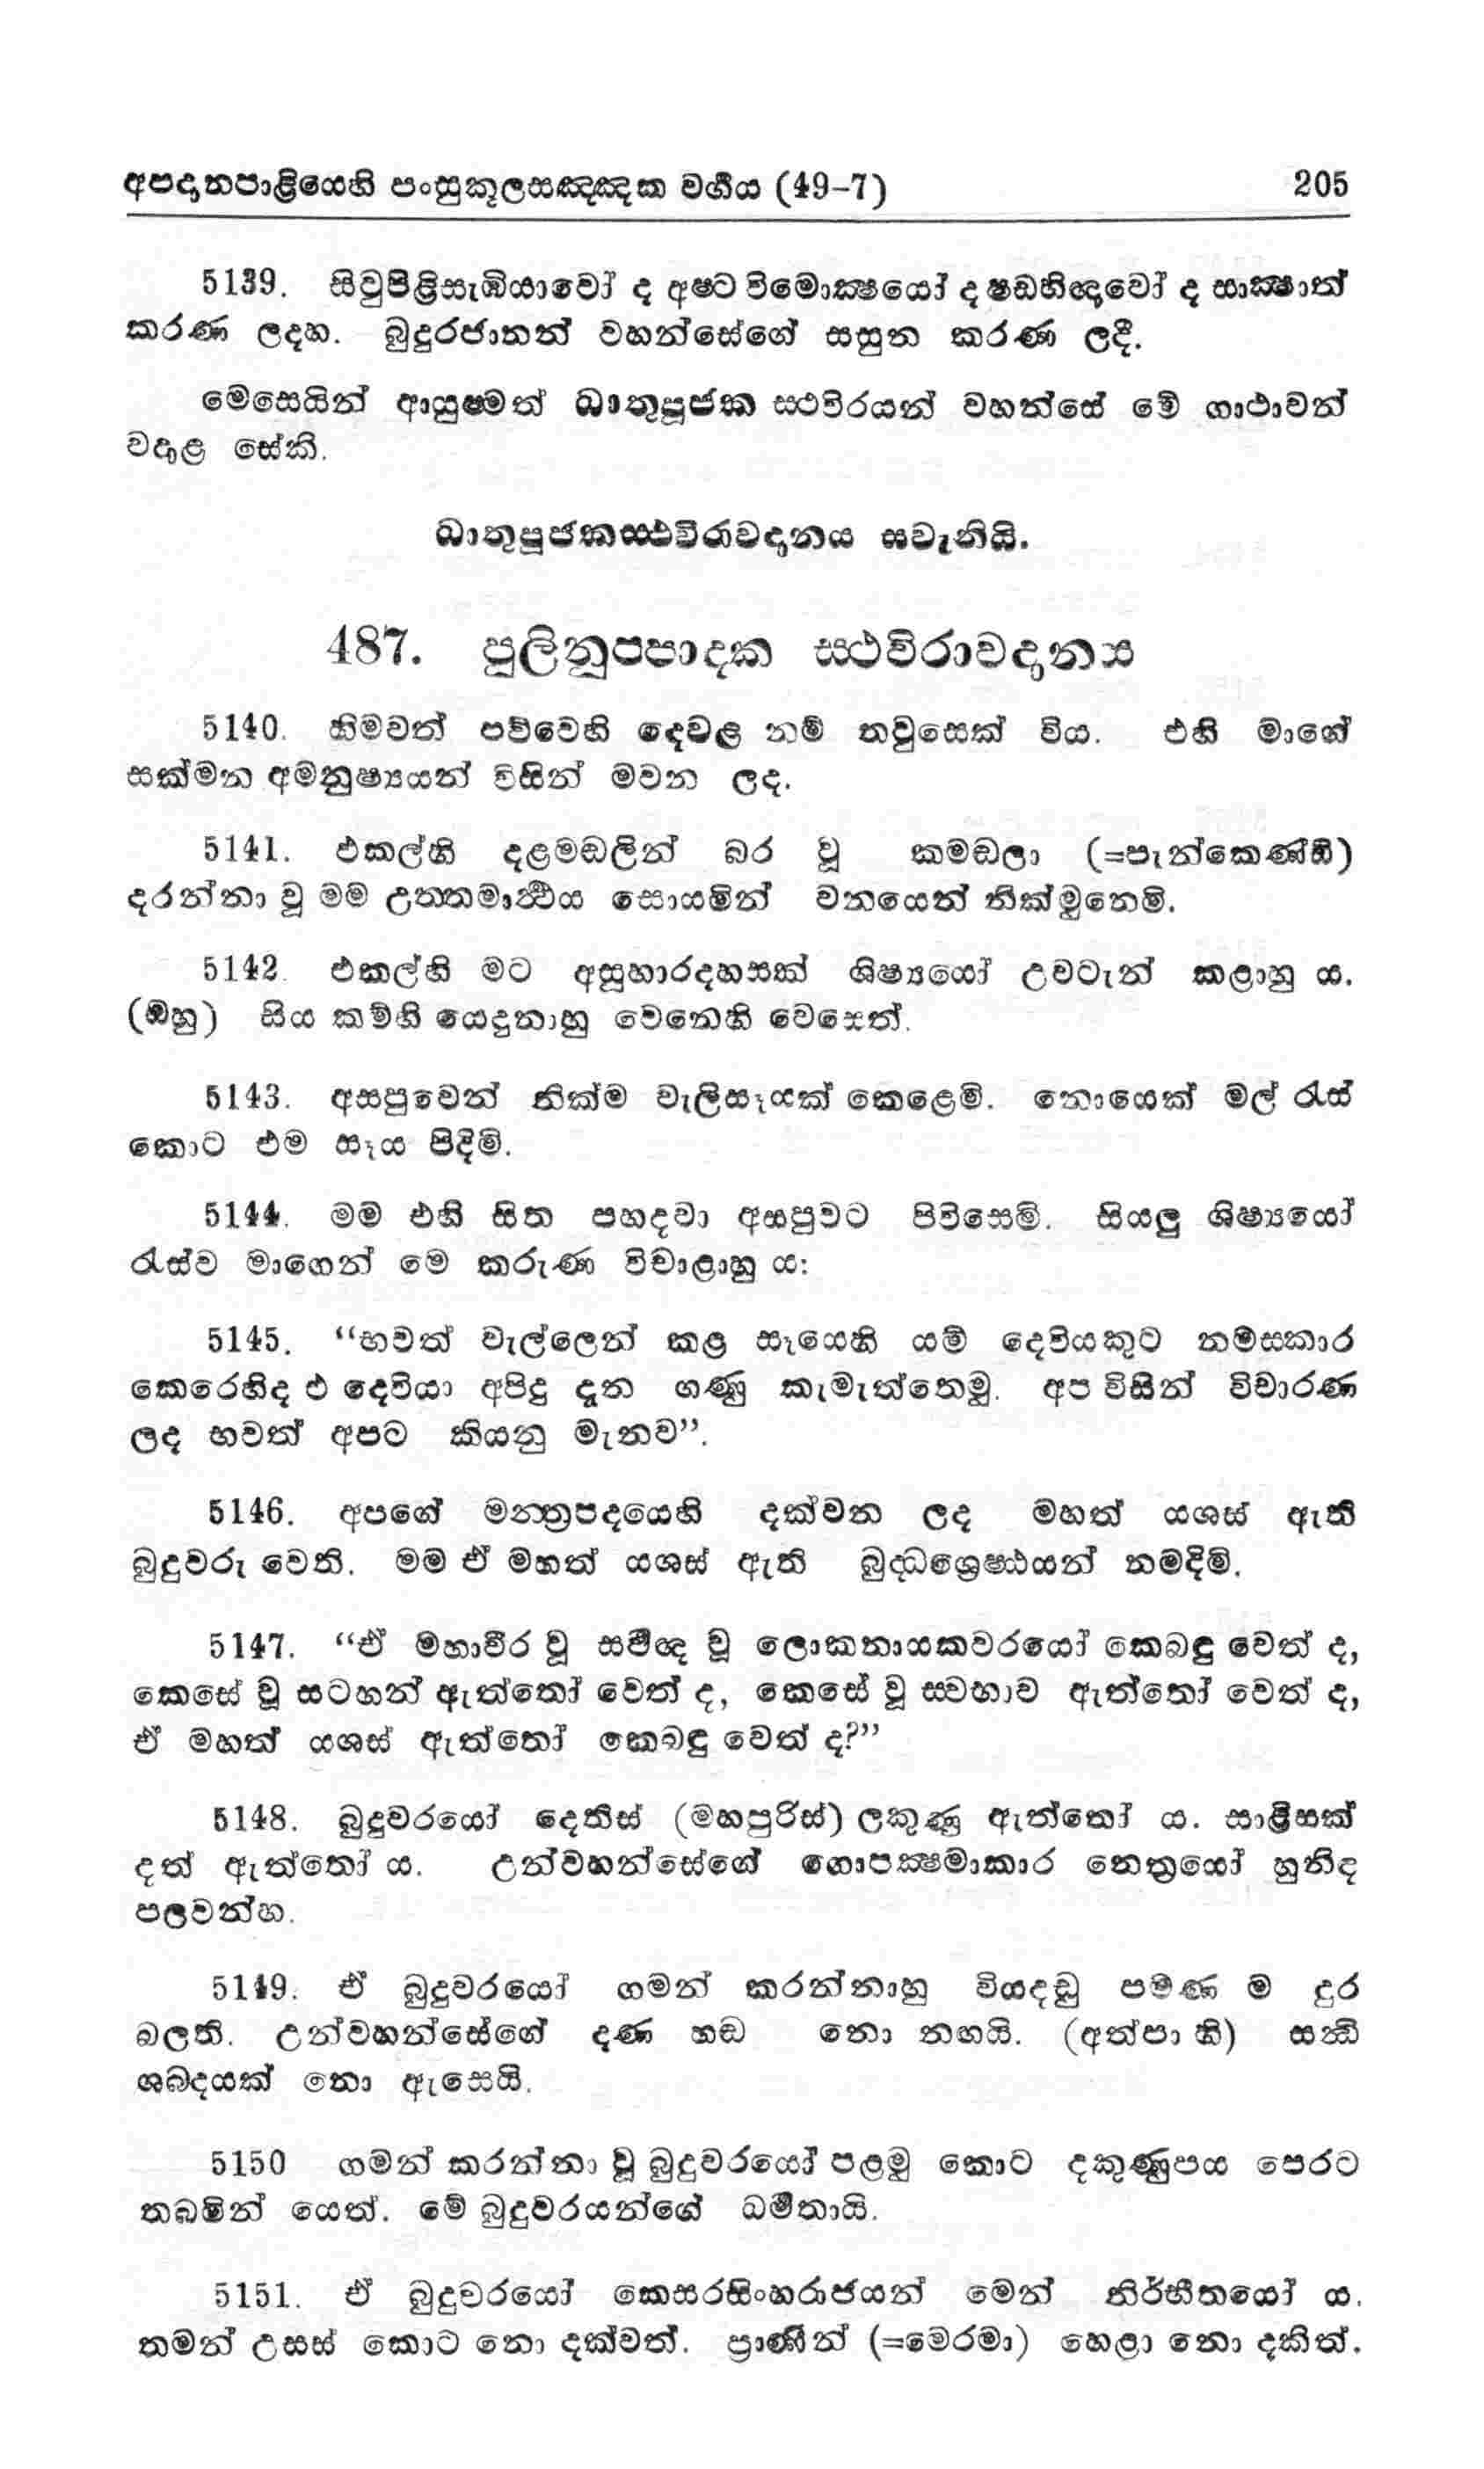 අපදානපාළියෙහි පංසුකූලසඤ්ඤක වර්ගය (49-7) 205
5139. සිවුපිළිසැඹියාවෝ ද අෂ්ට විමොක්ෂයෝ ද ෂඩභිඥාවෝ ද සාක්ෂාත්
කරණ ලදහ. බුදුරජාතන් වහන්සේගේ සසුන කරණ ලදී.
මෙසෙයින් ආයුෂ්මත් ධාතුපූජක ස්ථවිරයන් වහන්සේ මේ ගාථාවන්
වදාළ සේකි.
ධාතුපූජකස්ථවිරාවදානය සවැනියි.
487. පුලිනුප්පාදක ස්ථවිරාවදානය
5140. හිමවත් පව්වෙහි දෙවළ නම් තවුසෙක් විය. එහි මාගේ
සක්මන අමනුෂ්‍යයන් විසින් මවන ලද.
5141. එකල්හි දළමඬලින් බර වූ කමඬලා (=පැන්කෙණ්ඩි)
දරන්නා වූ මම උත්තමාර්ථය සොයමින් වනයෙන් නික්මුනෙමි.
5142. එකල්හි මට අසූහාරදහසක් ශිෂ්‍යයෝ උවටැන් කළාහු ය.
(ඔහු) සිය කම්හි යෙදුනාහු වෙනෙහි වෙසෙත්.
5143. අසපුවෙන් නික්ම වැලිසෑයක් කෙළෙමි. නොයෙක් මල් රැස්
කොට එම සෑය පිදිමි.
5144. මම එහි සිත පහදවා අසපුවට පිවිසෙමි. සියලු ශිෂ්‍යයෝ
රැස්ව මාගෙන් මෙ කරුණ විචාළාහු ය:
5145. “භවත් වැල්ලෙන් කළ සෑයෙහි යම් දෙවියකුට නමස්කාර
කෙරෙහිද එ දෙවියා අපිදු දැන ගණු කැමැත්තෙමු. අප විසින් විචාරණ
ලද භවත් අපට කියනු මැනව”.
5146. අපගේ මන්ත්‍රපදයෙහි දක්වන ලද මහත් යශස් ඇති
බුදුවරු වෙති. මම ඒ මහත් යශස් ඇති බුද්ධශ්‍රෙෂ්ඨයන් නමදිමි.
5147. “ඒ මහාවීර වූ සර්වඥ වූ ලොකනායකවරයෝ කෙබඳු වෙත් ද,
කෙසේ වූ සටහන් ඇත්තෝ වෙත් ද, කෙසේ වූ ස්වභාව ඇත්තෝ වෙත් ද,
ඒ මහත් යශස් ඇත්තෝ කෙබඳු වෙත් ද?”
5148. බුදුවරයෝ දෙතිස් (මහපුරිස්) ලකුණු ඇත්තෝ ය. සාළිසක්
දත් ඇත්තෝ ය. උන්වහන්සේගේ ගොපක්ෂ්මාකාර නෙත්‍රයෝ හුනිඳ
පලවන්හ.
5149. ඒ බුදුවරයෝ ගමන් කරන්නාහු වියදඬු පමණ ම දුර
බලති. උන්වහන්සේගේ දණ හඬ නො නගයි. (අත්පා හි) සන්ධි
ශබ්දයක් නො ඇසෙයි.
5150 ගමන් කරන්නා වූ බුදුවරයෝ පළමු කොට දකුණුපය පෙරට
තබමින් යෙත්. මේ බුදුවරයන්ගේ ධර්මතායි.
5151. ඒ බුදුවරයෝ කෙසරසිංහරාජයන් මෙන් නිර්භීතයෝ ය.
තමන් උසස් කොට නො දක්වත්. ප්‍රාණීන් (=මෙරමා) හෙළා නො දකිත්.